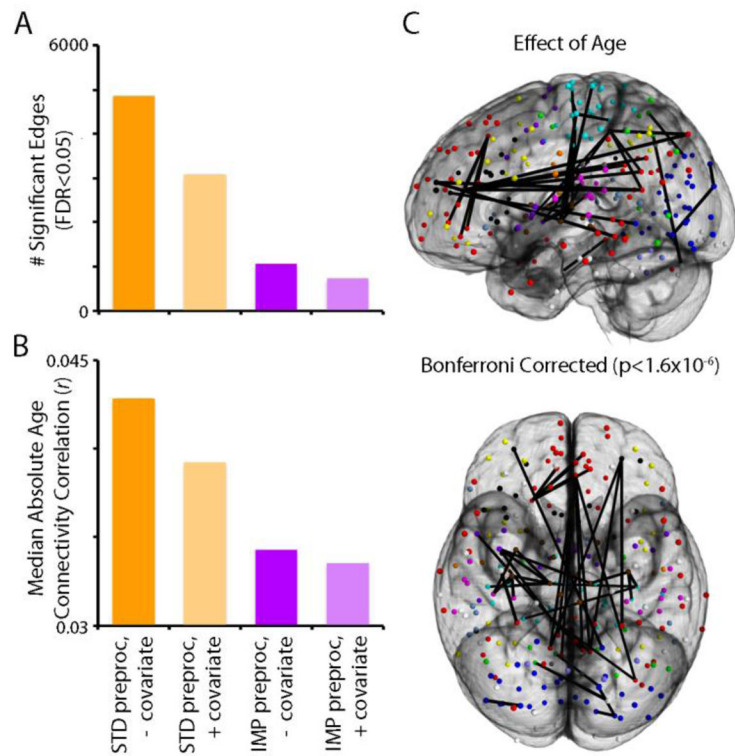 A
6000
# Significant Edges
(FDR<0.05)
0
B
0.045
Median Absolute Age
Connectivity Correlation (r)
0.03
STD preproc,
- covariate
STD preproc,
+ covariate
IMP preproc,
- covariate
IMP preproc,
+ covariate
C
Effect of Age
Bonferroni Corrected (p<1.6x10⁻⁶)